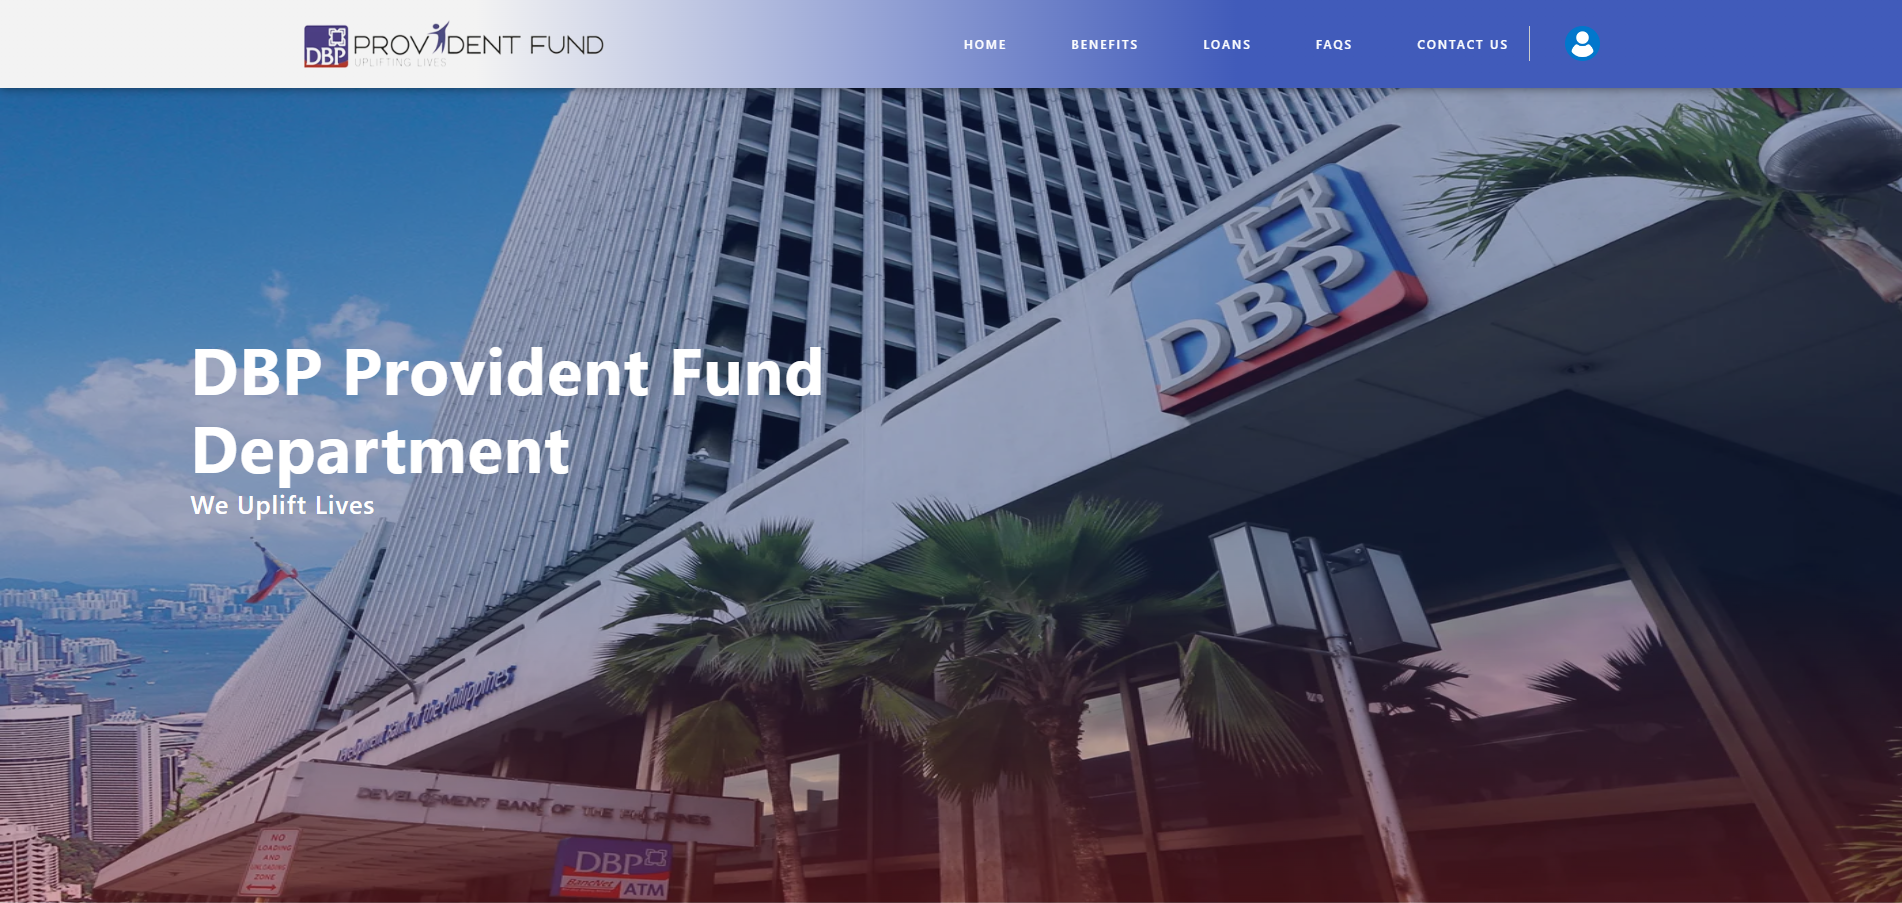 DBP PROVIDENT FUND
UPLIFTING LIVES
HOME
BENEFITS
LOANS
FAQS
CONTACT US
DBP
DBP Provident Fund
Department
We Uplift Lives
Bank of the Philippines
DEVELOPMENT BANK OF THE PHILIPPINES
NO
LOADING
AND
UNLOADING
ZONE
DBP
BancNet
ATM